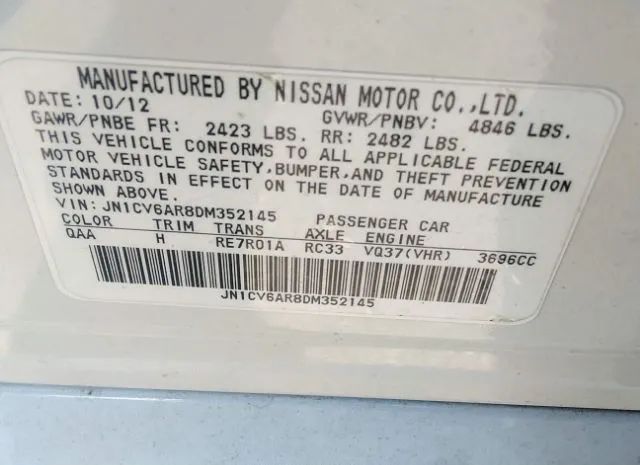 MANUFACTURED BY NISSAN MOTOR CO.,LTD.
DATE: 10/12 GVWR/PNBV: 4846 LBS.
GAWR/PNBE FR: 2423 LBS. RR: 2482 LBS.
THIS VEHICLE CONFORMS TO ALL APPLICABLE FEDERAL
MOTOR VEHICLE SAFETY,BUMPER,AND THEFT PREVENTION
STANDARDS IN EFFECT ON THE DATE OF MANUFACTURE
SHOWN ABOVE.
VIN: JN1CV6AR8DM352145 PASSENGER CAR
COLOR TRIM TRANS AXLE ENGINE
QAA H RE7R01A RC33 VQ37(VHR) 3696CC
JN1CV6AR8DM352145